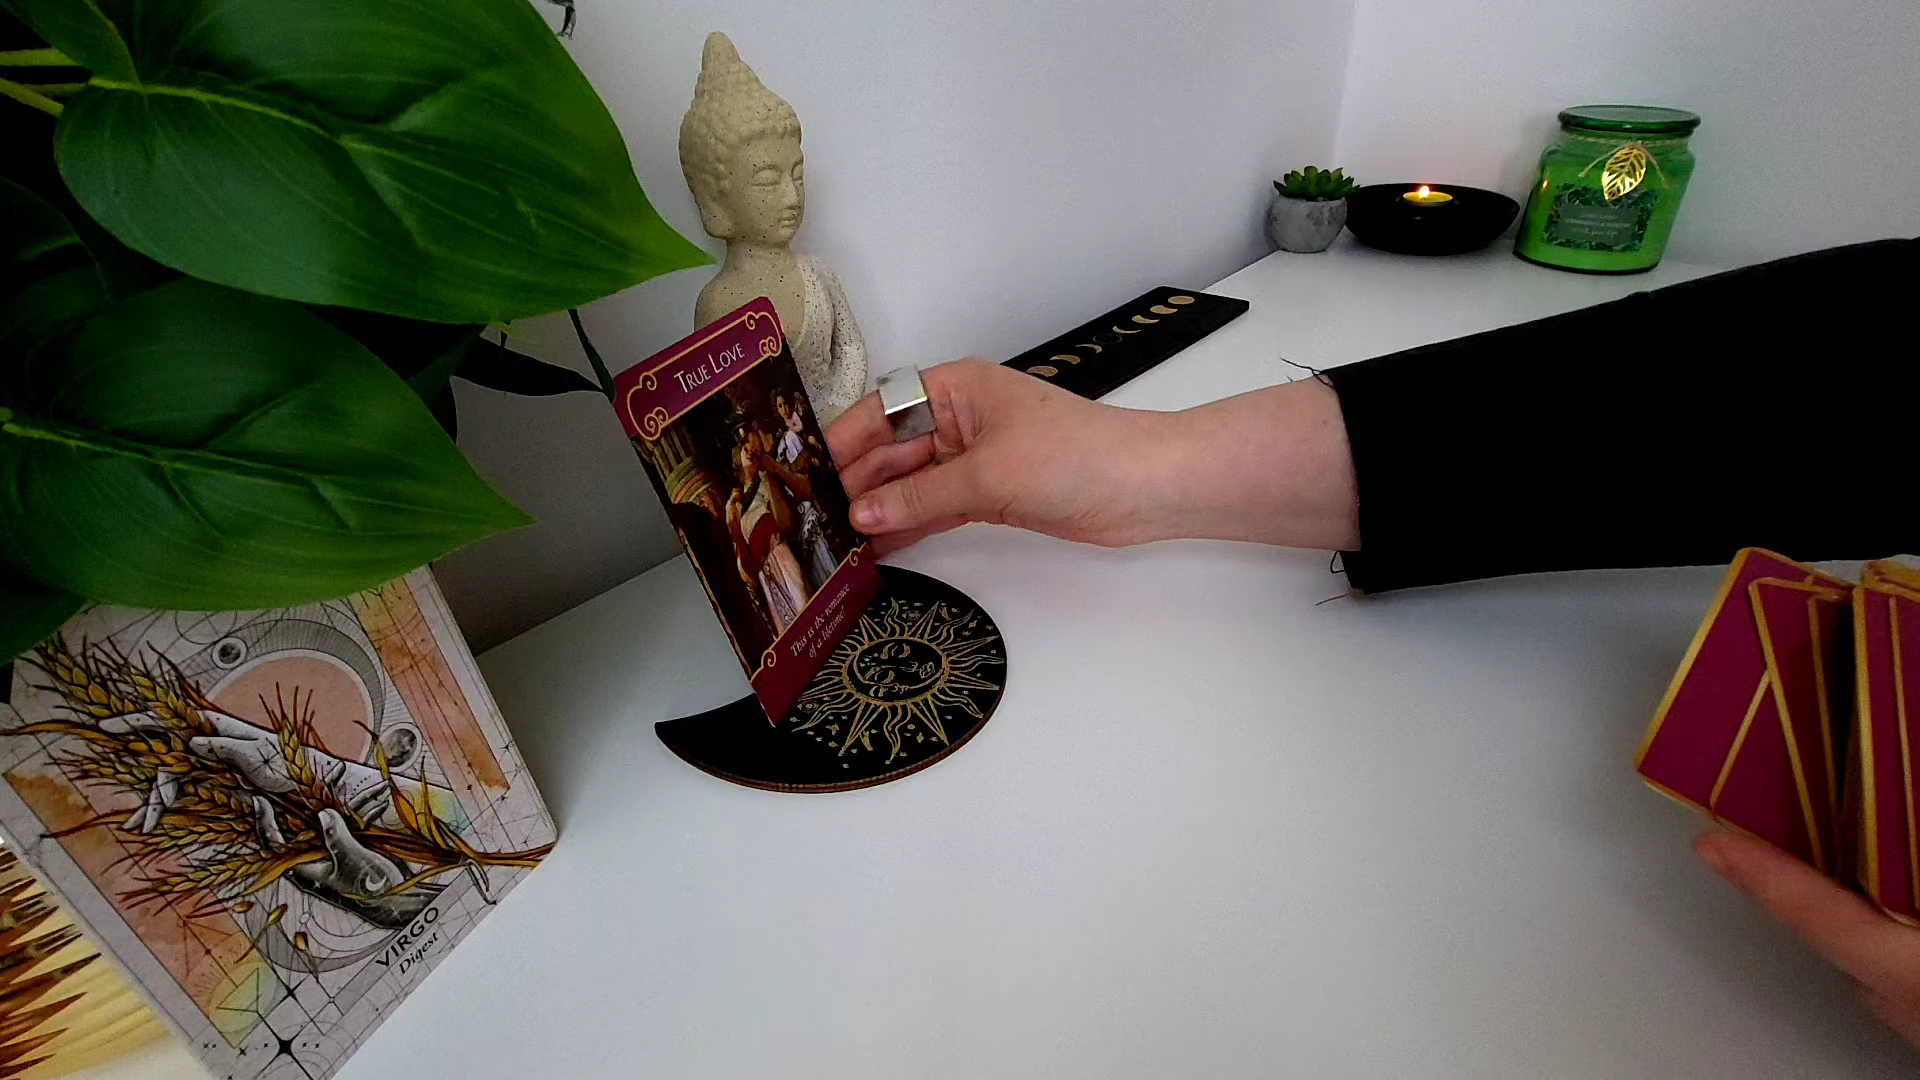 TRUE LOVE
This is the romance
of a lifetime!
VIRGO
Digest